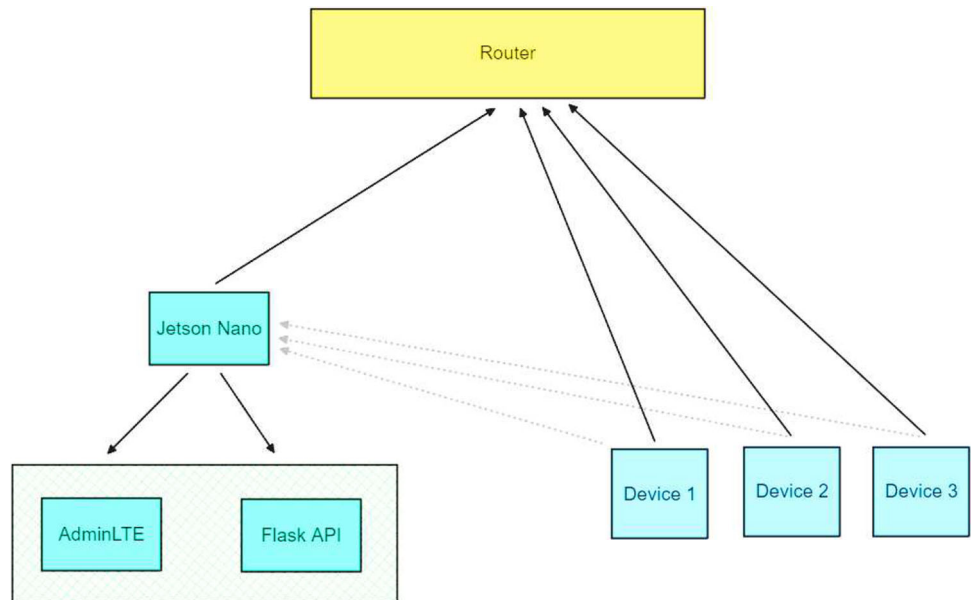 Router
Jetson Nano
Device 1
Device 2
Device 3
AdminLTE
Flask API